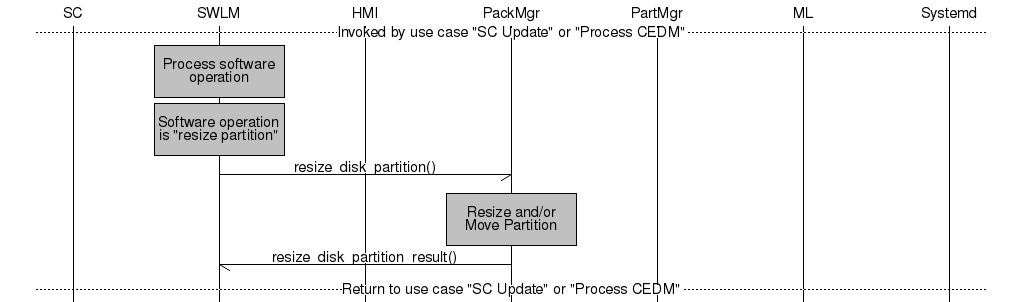 SC SWLM HMI PackMgr PartMgr ML Systemd
Invoked by use case "SC Update" or "Process CEDM"
Process software
operation
Software operation
is "resize partition"
resize_disk_partition()
Resize and/or
Move Partition
resize_disk_partition_result()
Return to use case "SC Update" or "Process CEDM"